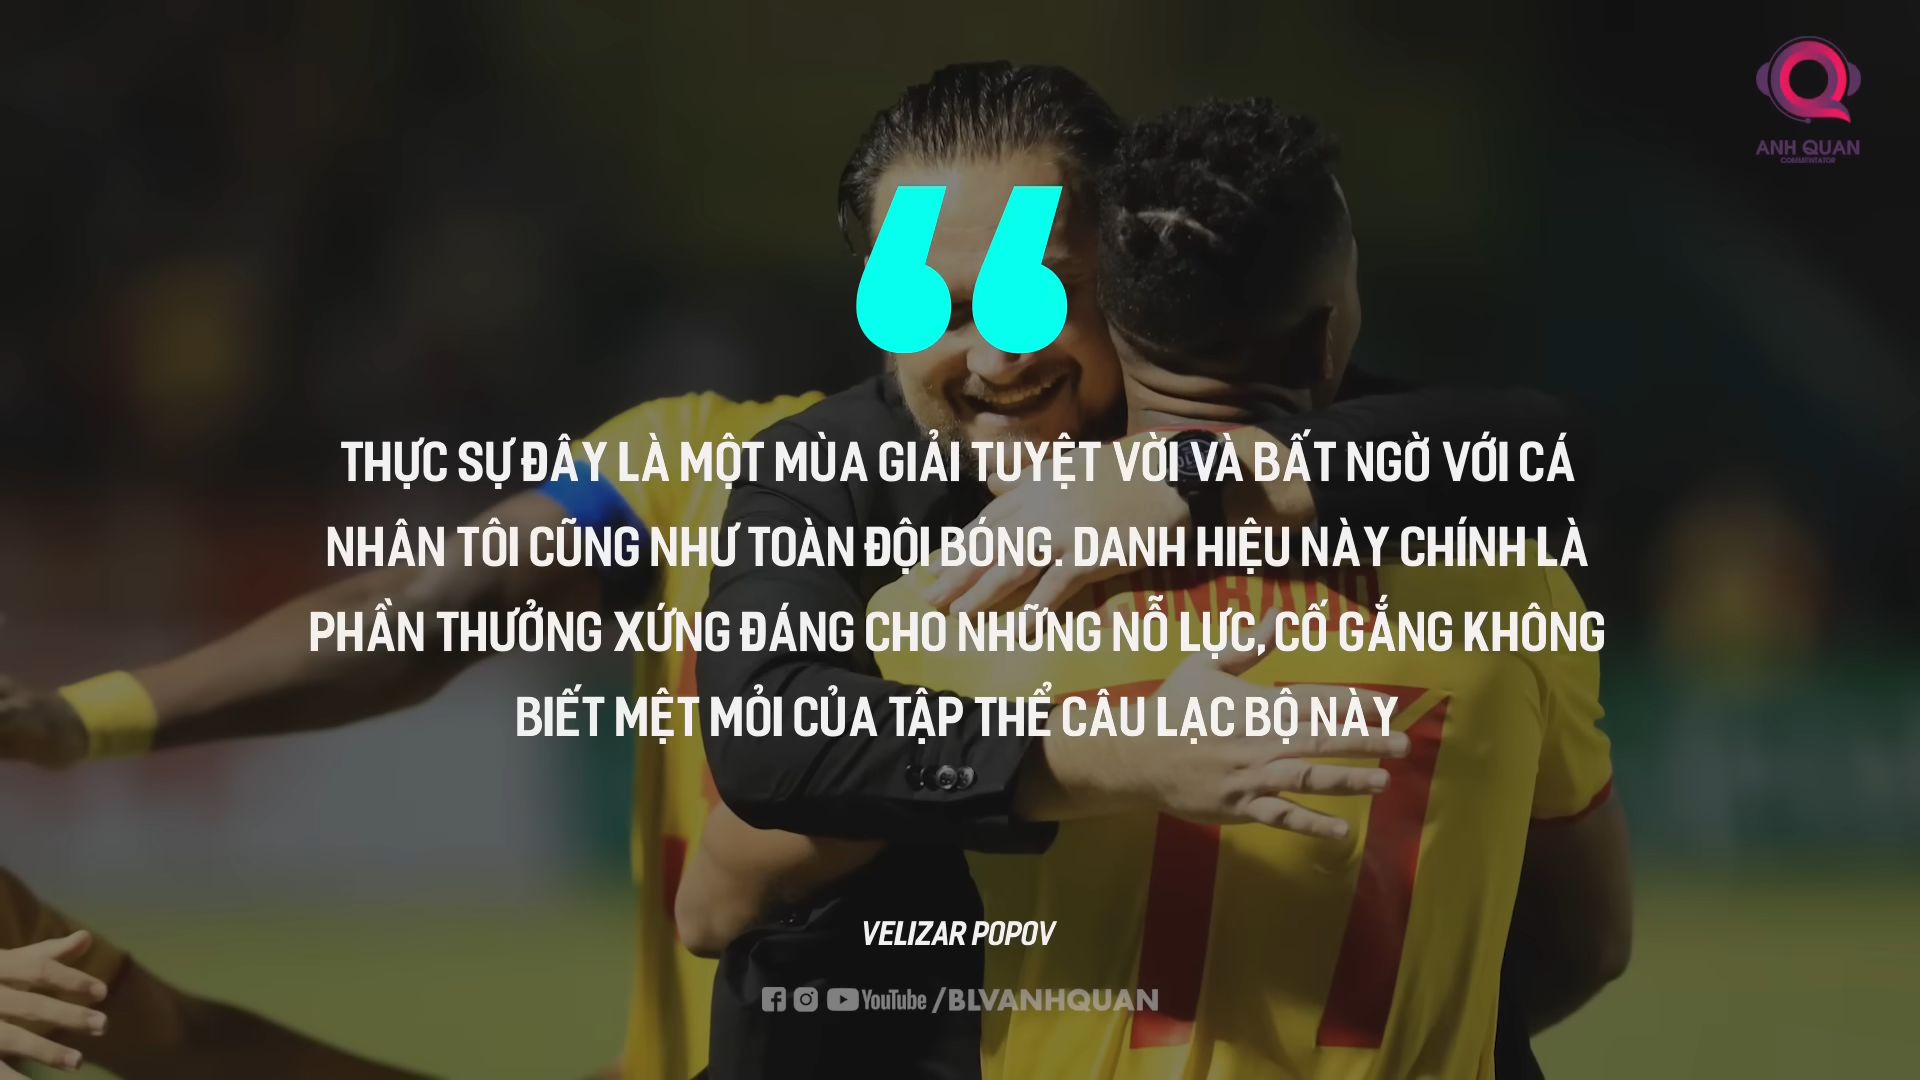 ANH QUAN
COMMENTATOR
THỰC SỰ ĐÂY LÀ MỘT MÙA GIẢI TUYỆT VỜI VÀ BẤT NGỜ VỚI CÁ
NHÂN TÔI CŨNG NHƯ TOÀN ĐỘI BÓNG. DANH HIỆU NÀY CHÍNH LÀ
PHẦN THƯỞNG XỨNG ĐÁNG CHO NHỮNG NỖ LỰC, CỐ GẮNG KHÔNG
BIẾT MỆT MỎI CỦA TẬP THỂ CÂU LẠC BỘ NÀY
77
VELIZAR POPOV
YouTube /BLVANHQUAN